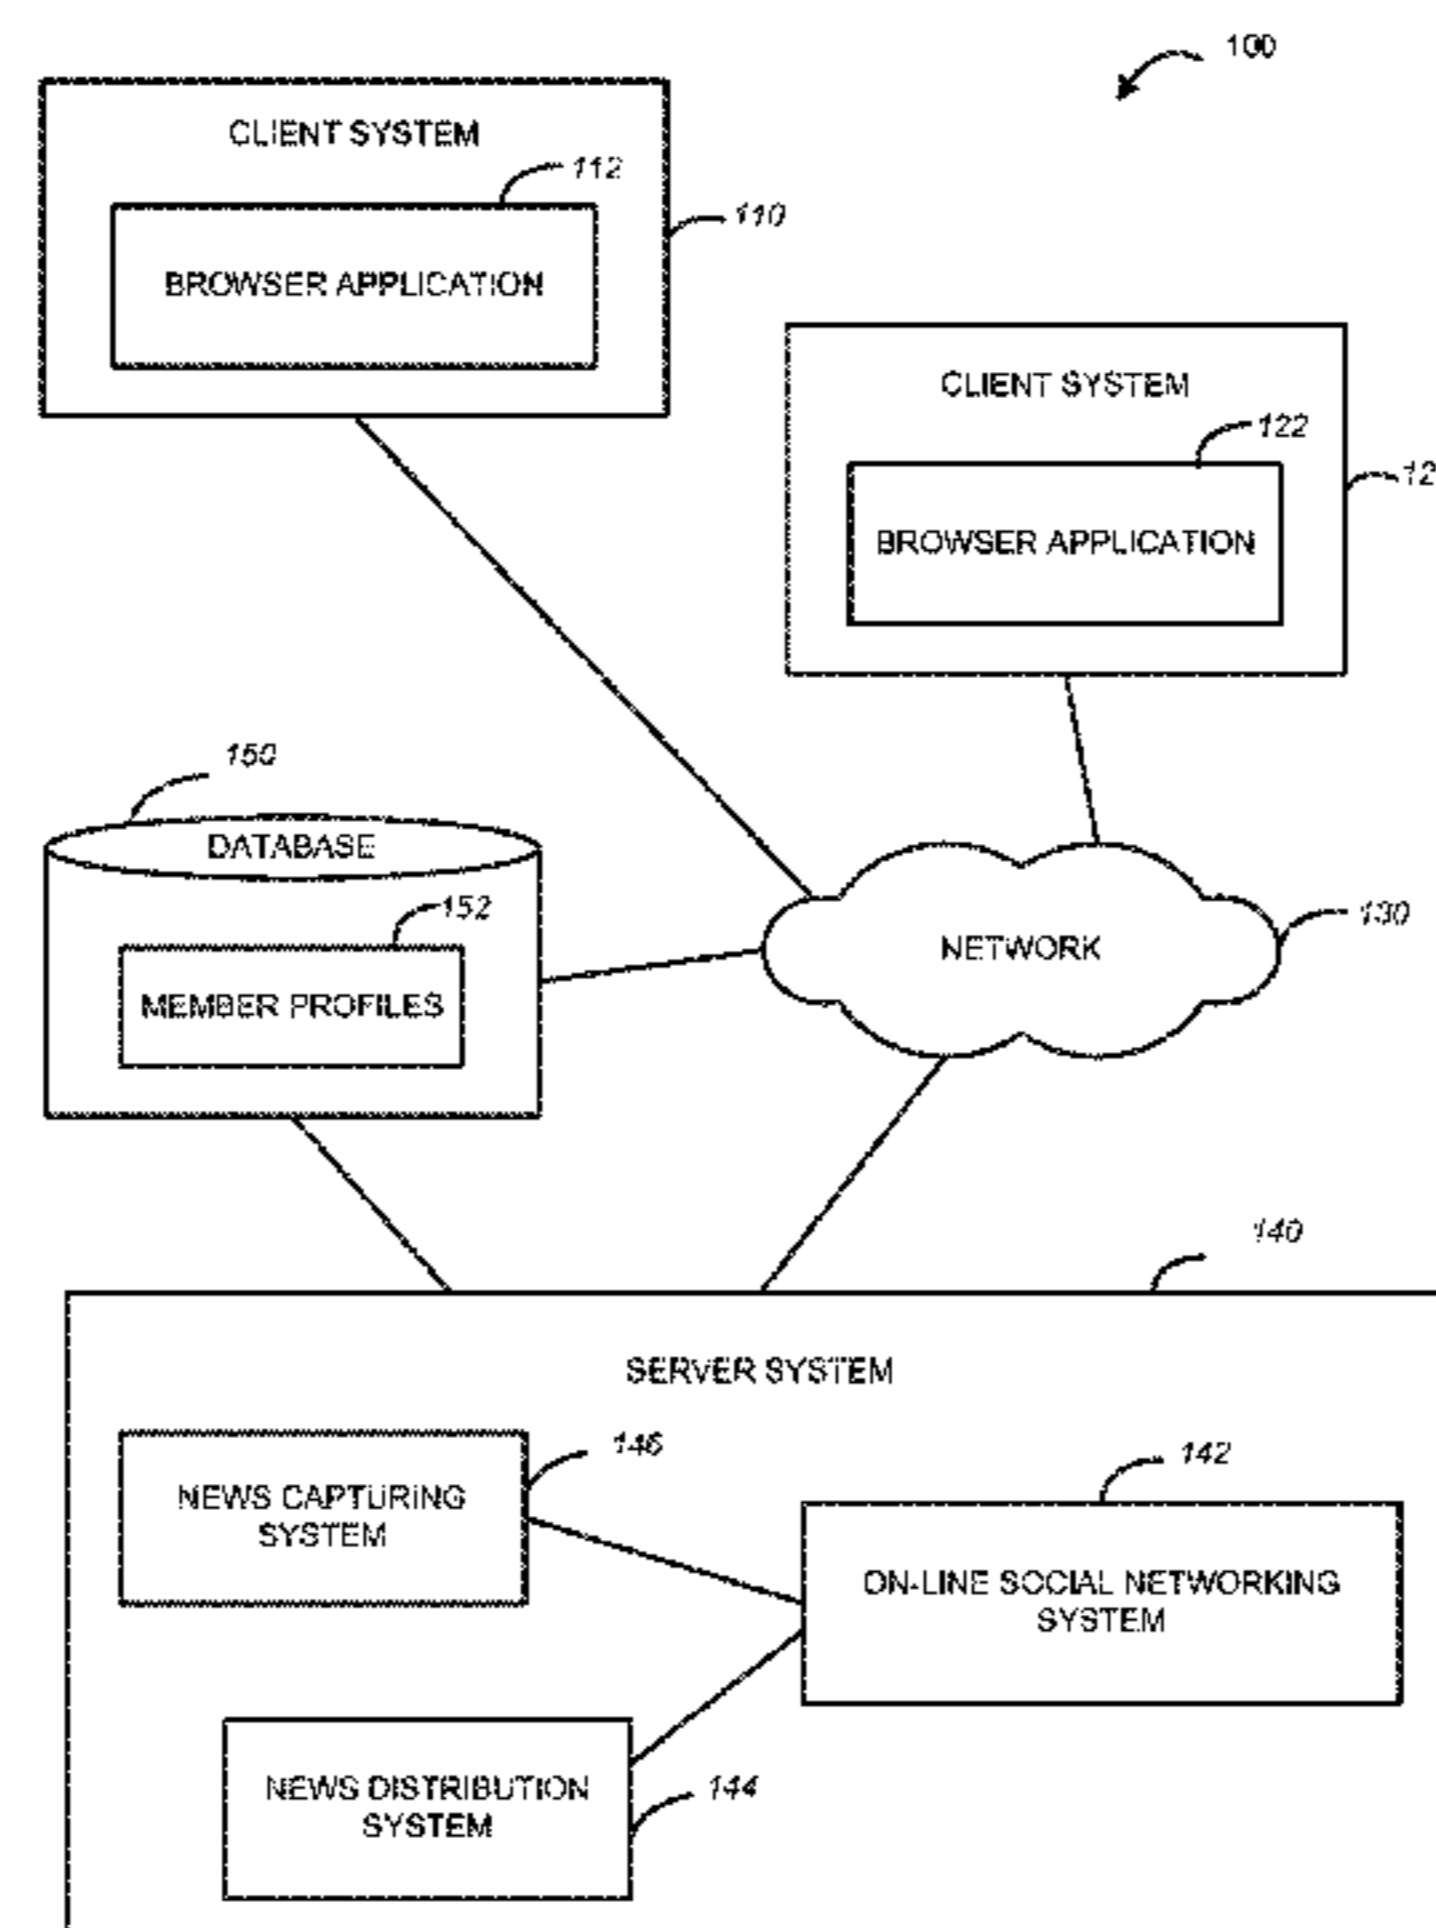 100
CLIENT SYSTEM
112
110
BROWSER APPLICATION
CLIENT SYSTEM
122
12
BROWSER APPLICATION
150
DATABASE
152
MEMBER PROFILES
NETWORK
130
140
SERVER SYSTEM
146
NEWS CAPTURING
SYSTEM
142
ON-LINE SOCIAL NETWORKING
SYSTEM
NEWS DISTRIBUTION
SYSTEM
144